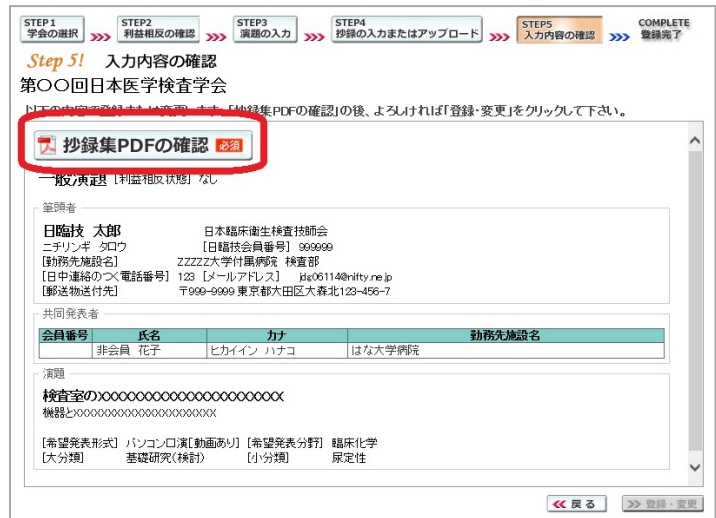 STEP1 学会の選択 >>> STEP2 利益相反の確認 >>> STEP3 演題の入力 >>> STEP4 抄録の入力またはアップロード >>> STEP5 入力内容の確認 >>> COMPLETE 登録完了
Step 5! 入力内容の確認
第〇〇回日本医学検査学会
以下の内容で登録または変更します。「抄録集PDFの確認」の後、よろしければ「登録・変更」をクリックして下さい。
抄録集PDFの確認 必須
一般演題 [利益相反状態] なし
筆頭者
日臨技 太郎 日本臨床衛生検査技師会
ニチリンギ タロウ [日臨技会員番号] 999999
[勤務先施設名] ZZZZZ大学付属病院 検査部
[日中連絡のつく電話番号] 123 [メールアドレス] jdg06114@nifty.ne.jp
[郵送物送付先] 〒999-9999 東京都大田区大森北123-456-7
共同発表者
会員番号 氏名 カナ 勤務先施設名
非会員 花子 ヒカイイン ハナコ はな大学病院
演題
検査室のXXXXXXXXXXXXXXXXXXXXXXX
機器とXXXXXXXXXXXXXXXXXXXXX
[希望発表形式] パソコン口演[動画あり] [希望発表分野] 臨床化学
[大分類] 基礎研究(検討) [小分類] 尿定性
<< 戻る >> 登録・変更